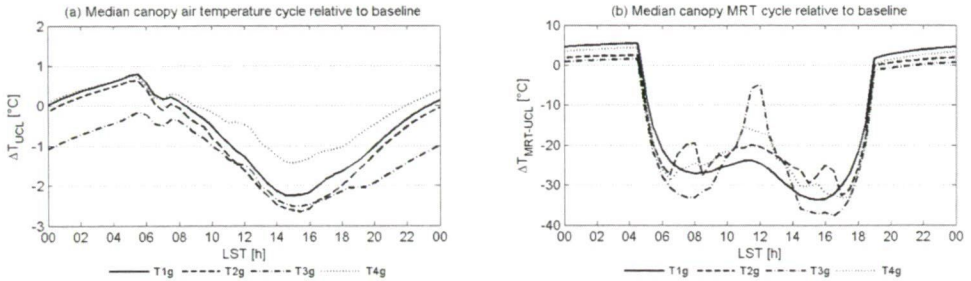 (a) Median canopy air temperature cycle relative to baseline
2
1
0
-1
-2
-3
ΔT_UCL [°C]
00 02 04 06 08 10 12 14 16 18 20 22 00
LST [h]
T1g T2g T3g T4g
(b) Median canopy MRT cycle relative to baseline
10
0
-10
-20
-30
-40
ΔT_MRT-UCL [°C]
00 02 04 06 08 10 12 14 16 18 20 22 00
LST [h]
T1g T2g T3g T4g